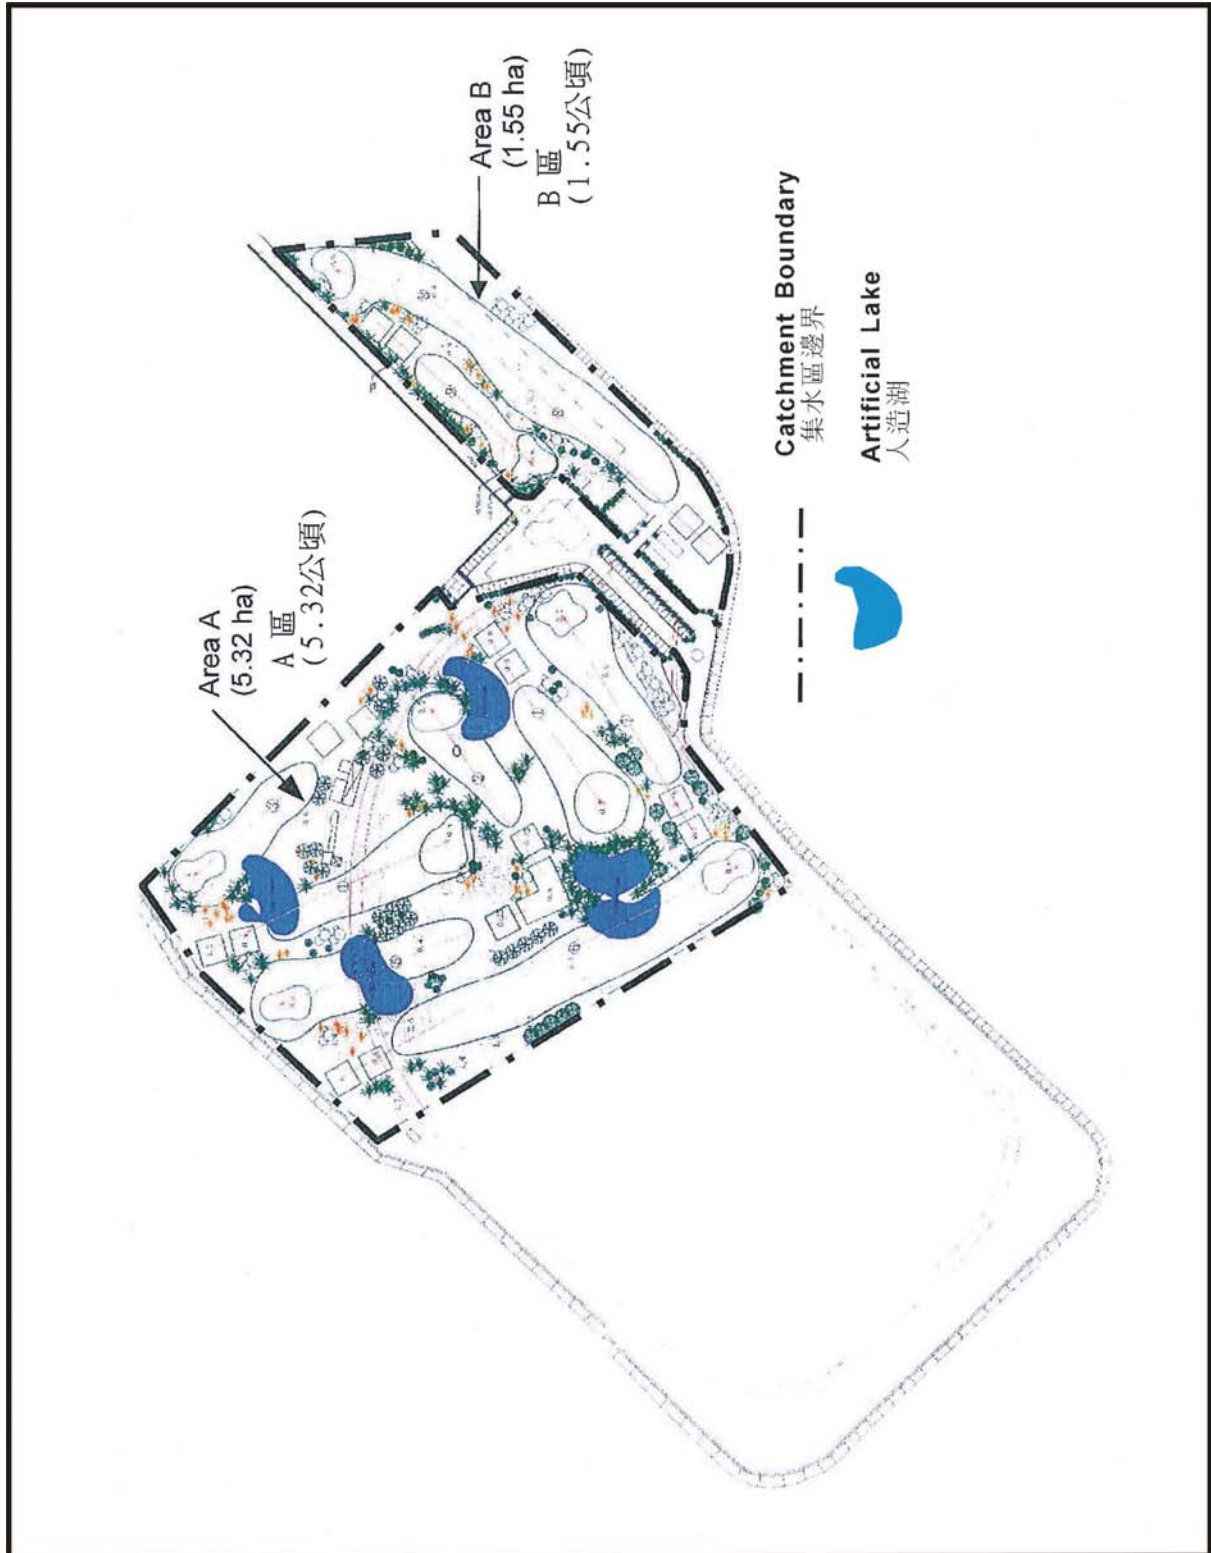 Area A
(5.32 ha)
A 區
(5.32公頃)
Area B
(1.55 ha)
B 區
(1.55公頃)
Catchment Boundary
集水區邊界
Artificial Lake
人造湖